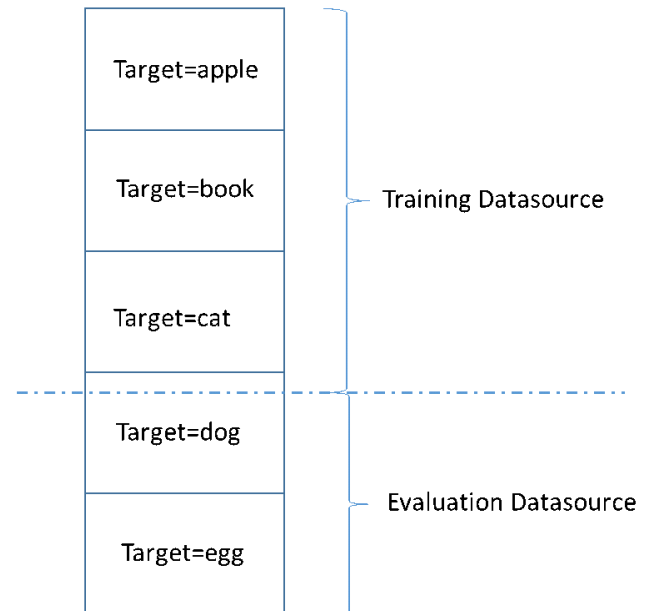 Target=apple
Target=book
Training Datasource
Target=cat
Target=dog
Evaluation Datasource
Target=egg